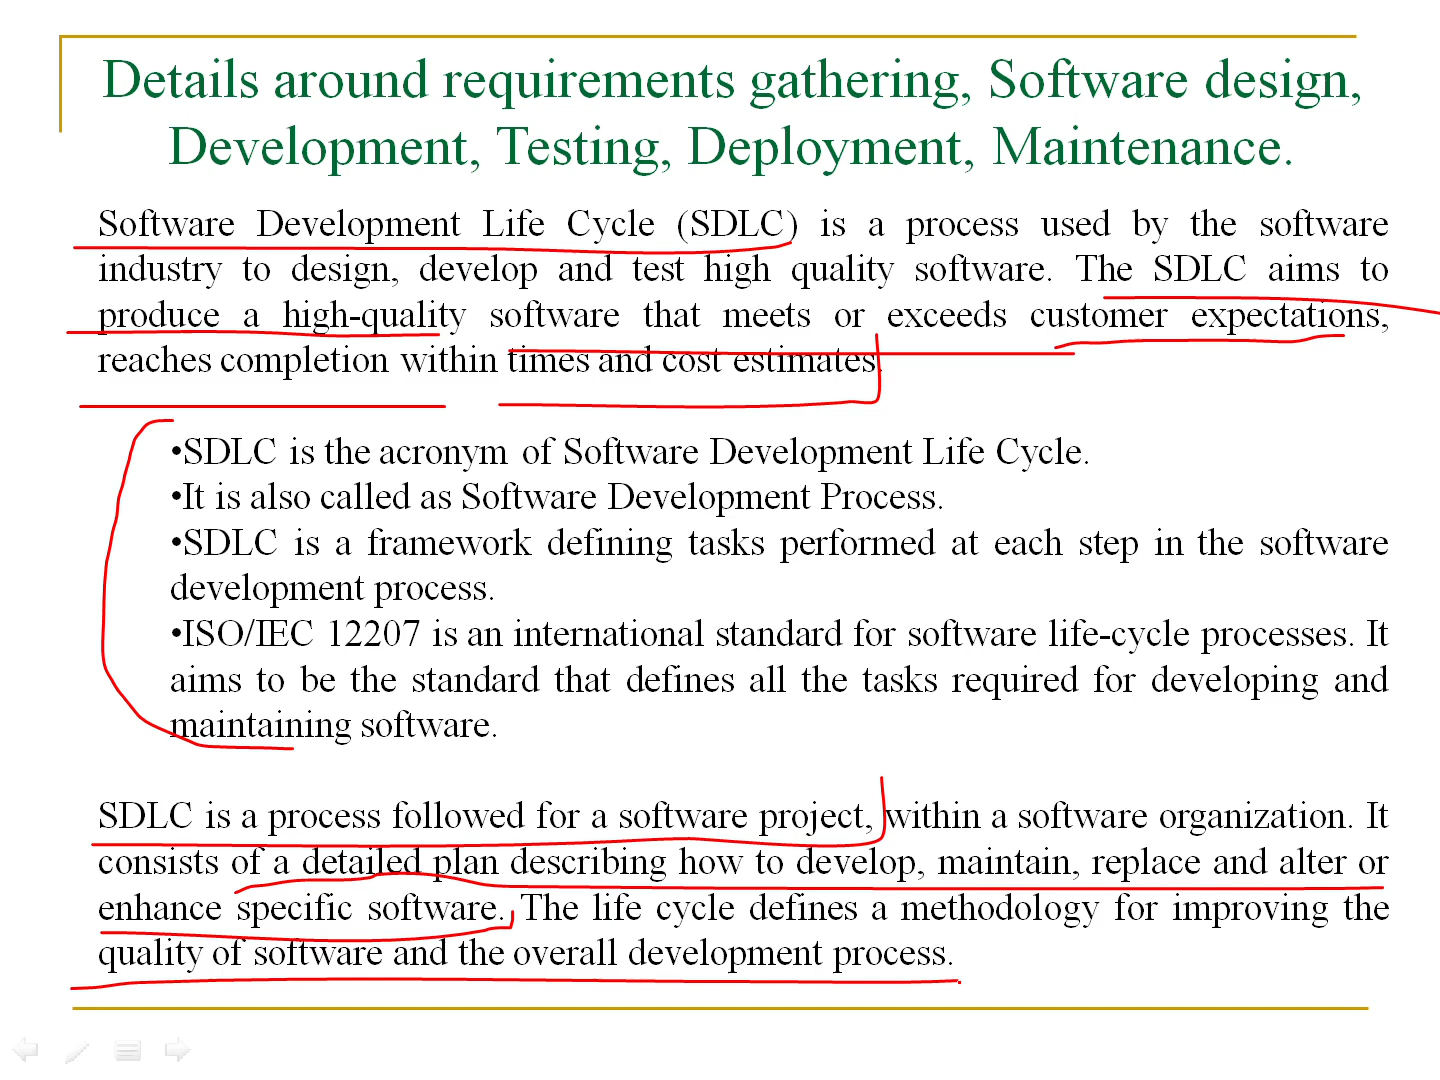 Details around requirements gathering, Software design,
Development, Testing, Deployment, Maintenance.
Software Development Life Cycle (SDLC) is a process used by the software
industry to design, develop and test high quality software. The SDLC aims to
produce a high-quality software that meets or exceeds customer expectations,
reaches completion within times and cost estimates.
•SDLC is the acronym of Software Development Life Cycle.
•It is also called as Software Development Process.
•SDLC is a framework defining tasks performed at each step in the software
development process.
•ISO/IEC 12207 is an international standard for software life-cycle processes. It
aims to be the standard that defines all the tasks required for developing and
maintaining software.
SDLC is a process followed for a software project, within a software organization. It
consists of a detailed plan describing how to develop, maintain, replace and alter or
enhance specific software. The life cycle defines a methodology for improving the
quality of software and the overall development process.